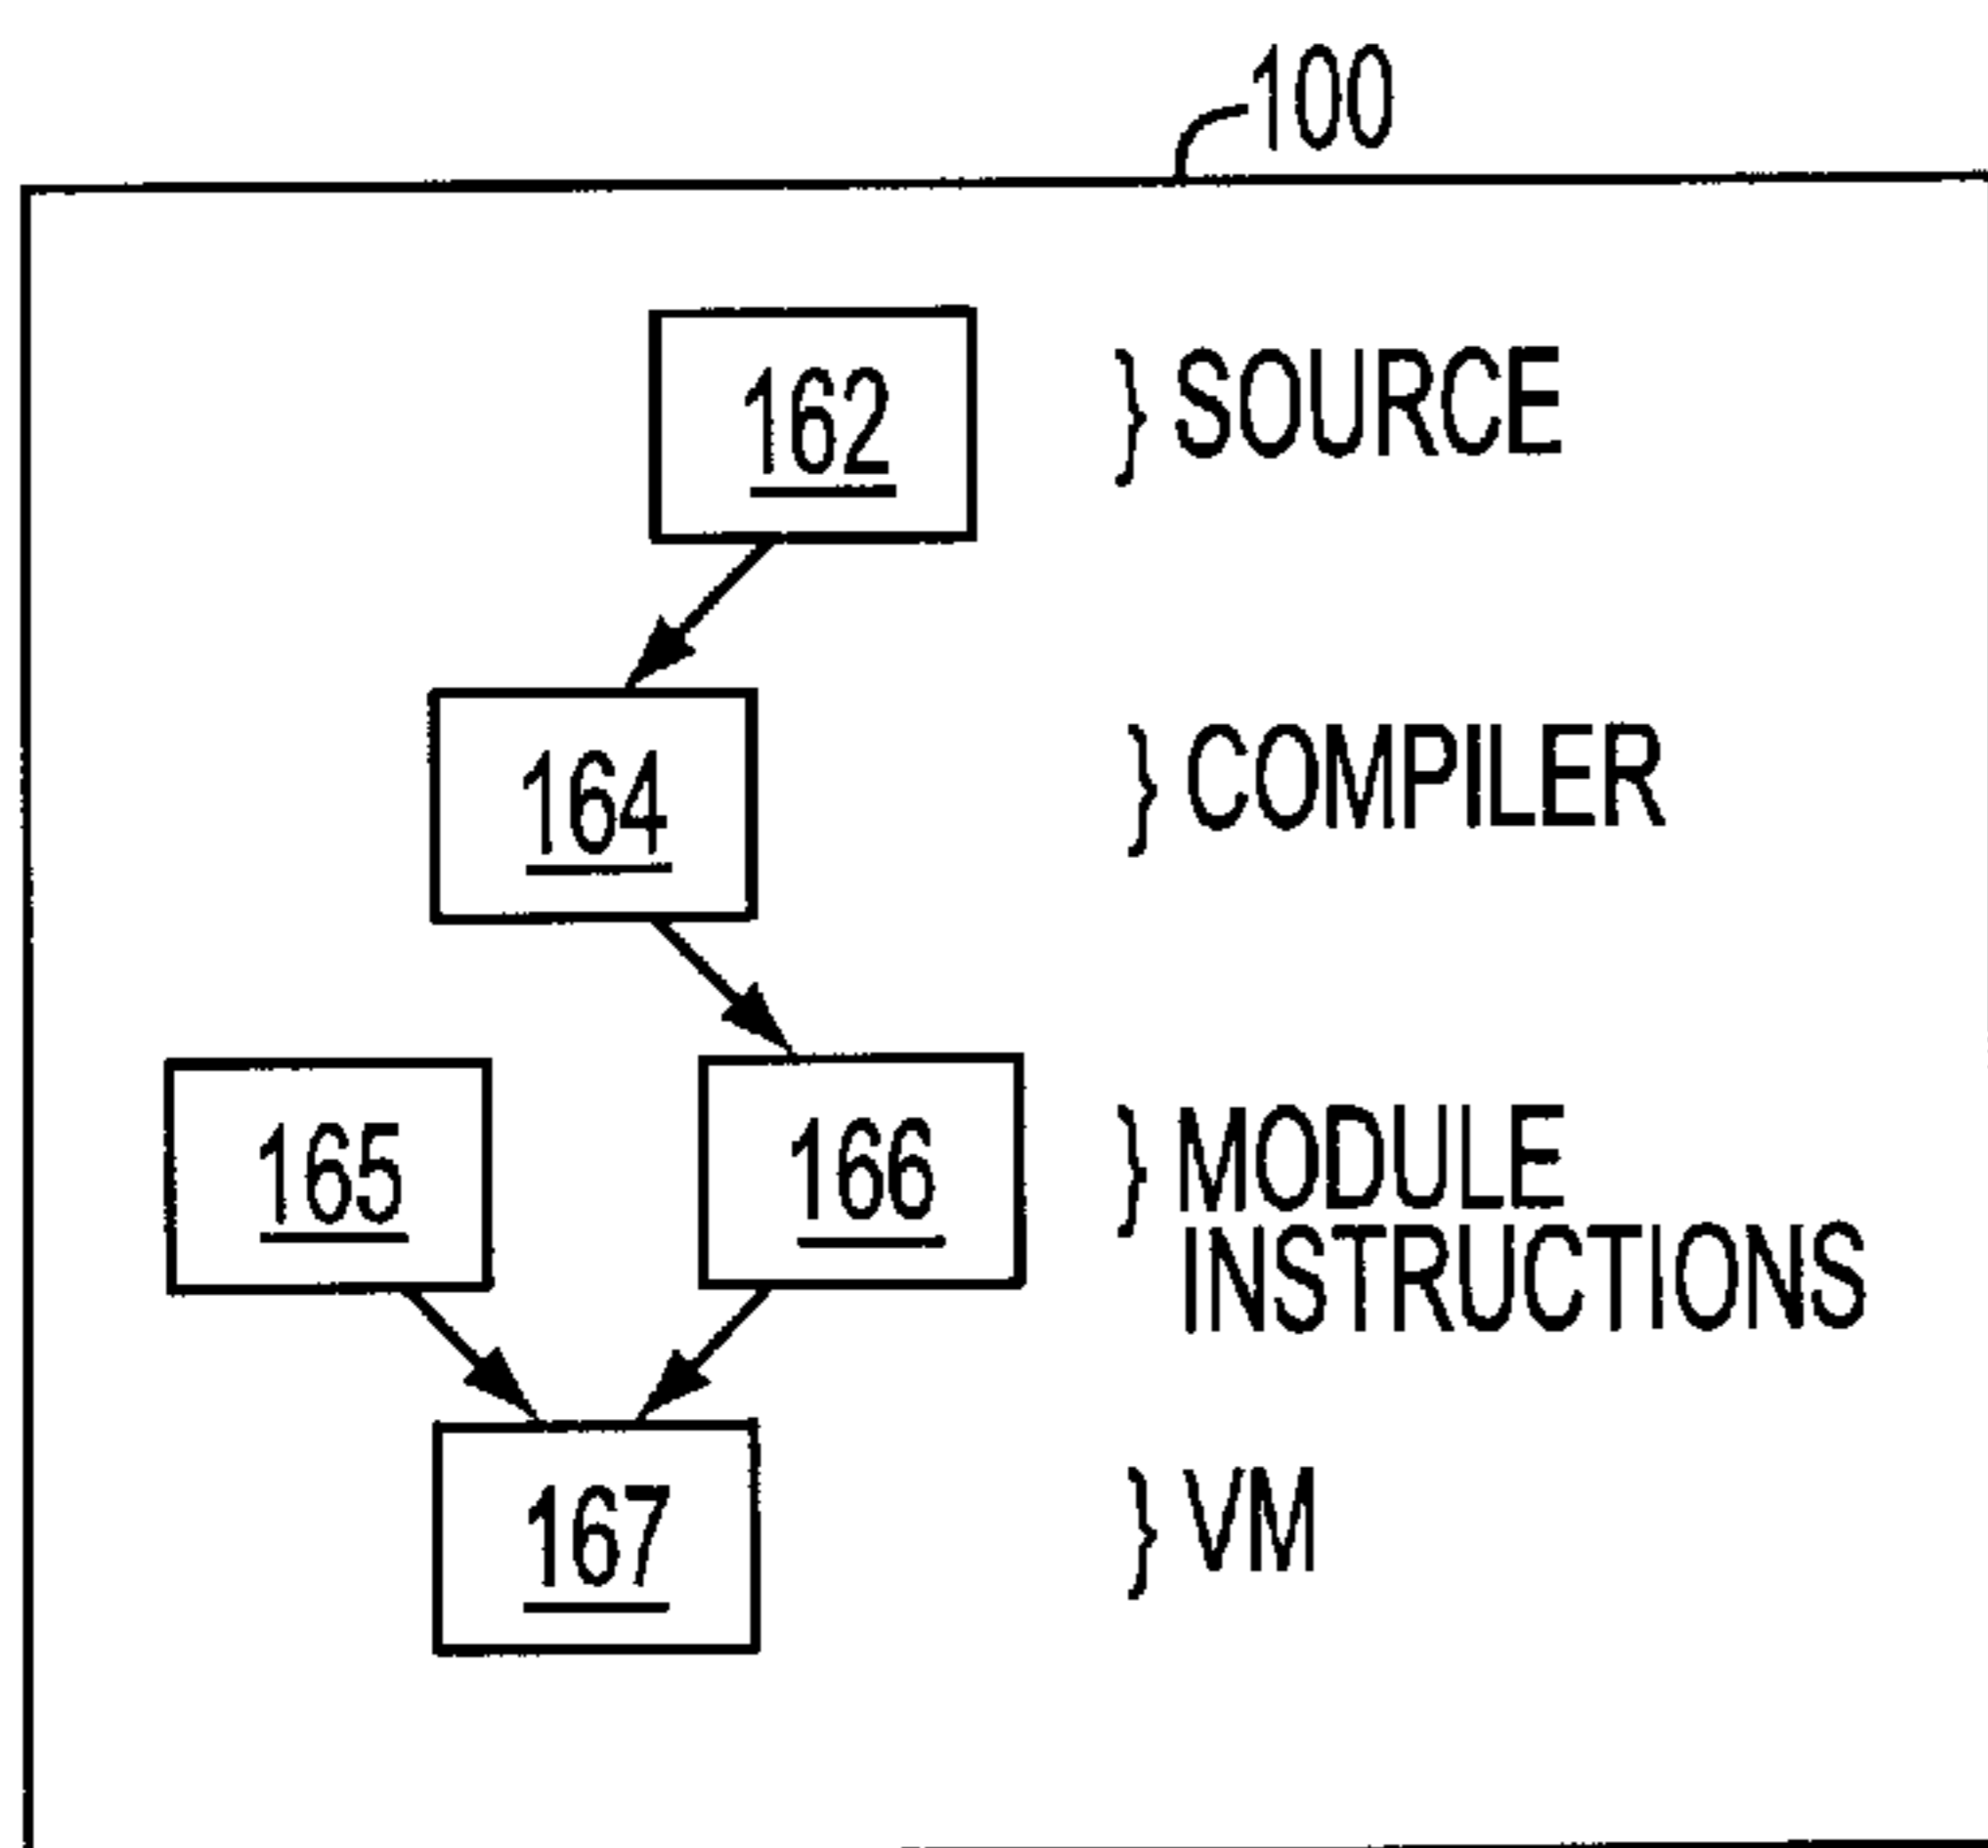 100
162 } SOURCE
164 } COMPILER
165 166 } MODULE
INSTRUCTIONS
167 } VM